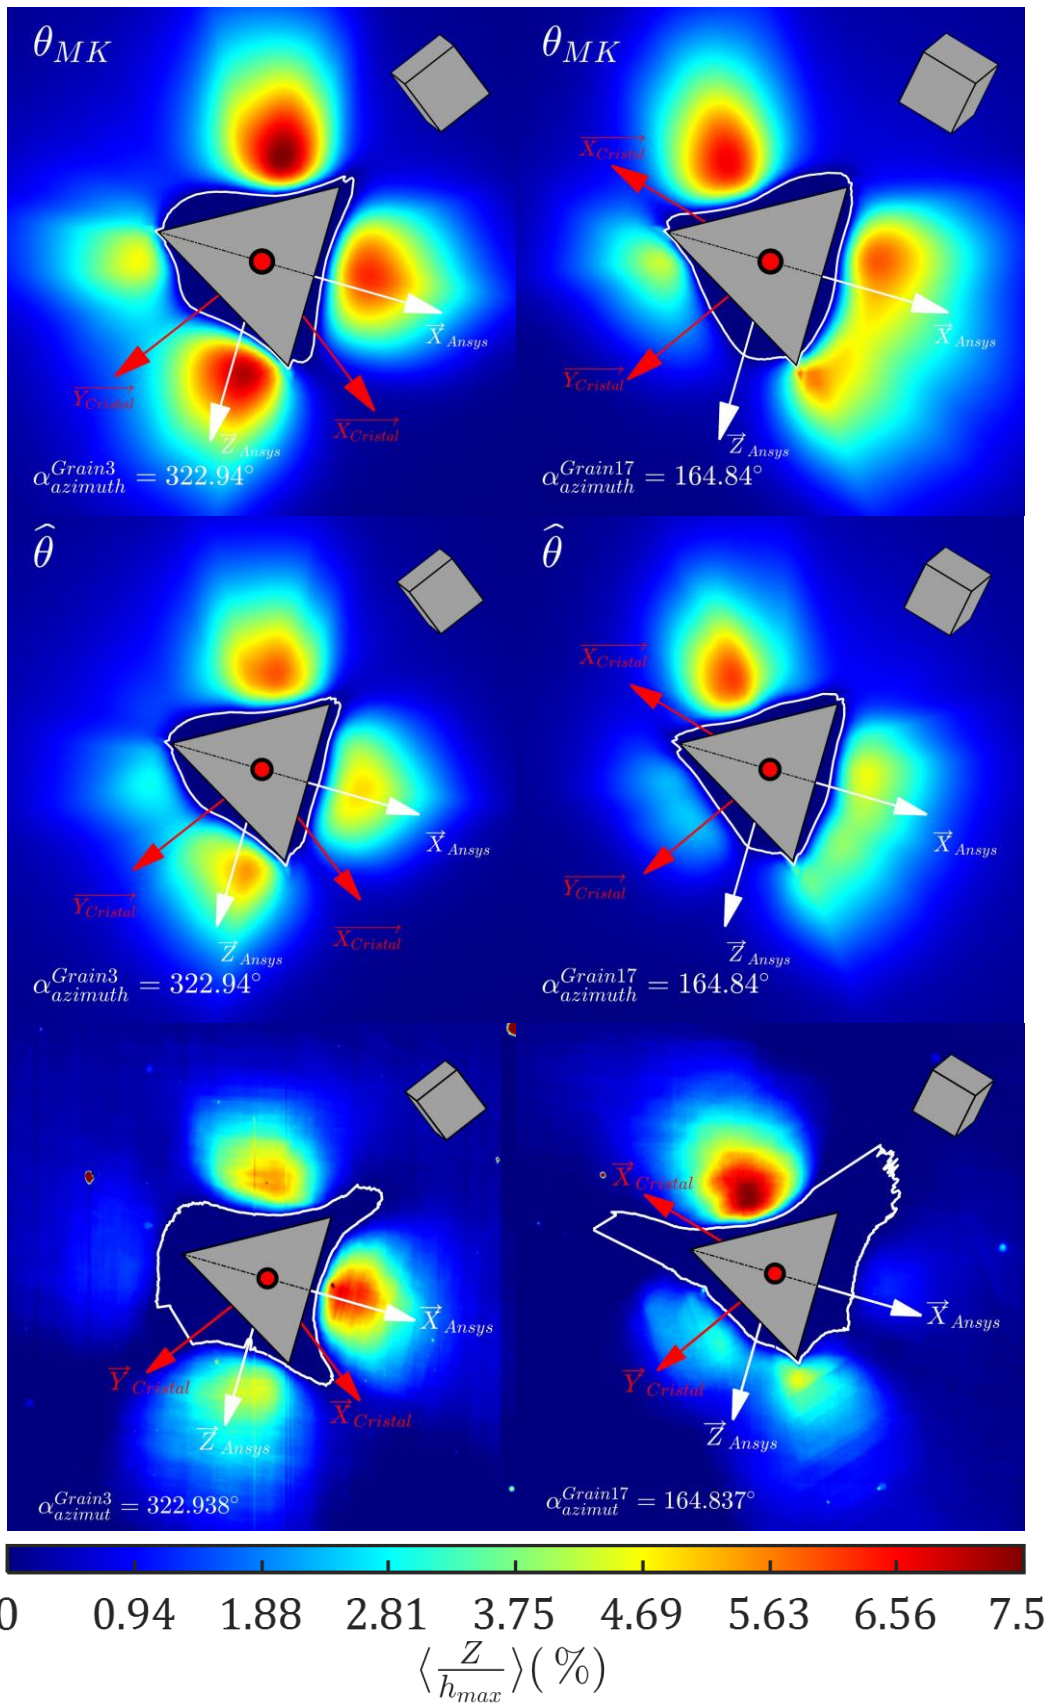 θ_MK
X_Cristal
Y_Cristal
X_Ansys
Z_Ansys
α_azimuth^Grain3 = 322.94°
θ_MK
X_Cristal
Y_Cristal
X_Ansys
Z_Ansys
α_azimuth^Grain17 = 164.84°
θ̂
X_Ansys
Y_Cristal
X_Cristal
Z_Ansys
α_azimuth^Grain3 = 322.94°
θ̂
X_Cristal
X_Ansys
Y_Cristal
Z_Ansys
α_azimuth^Grain17 = 164.84°
X_Ansys
Y_Cristal
X_Cristal
Z_Ansys
α_azimut^Grain3 = 322.938°
X_Cristal
X_Ansys
Y_Cristal
Z_Ansys
α_azimut^Grain17 = 164.837°
0 0.94 1.88 2.81 3.75 4.69 5.63 6.56 7.5
⟨Z/h_max⟩(%)